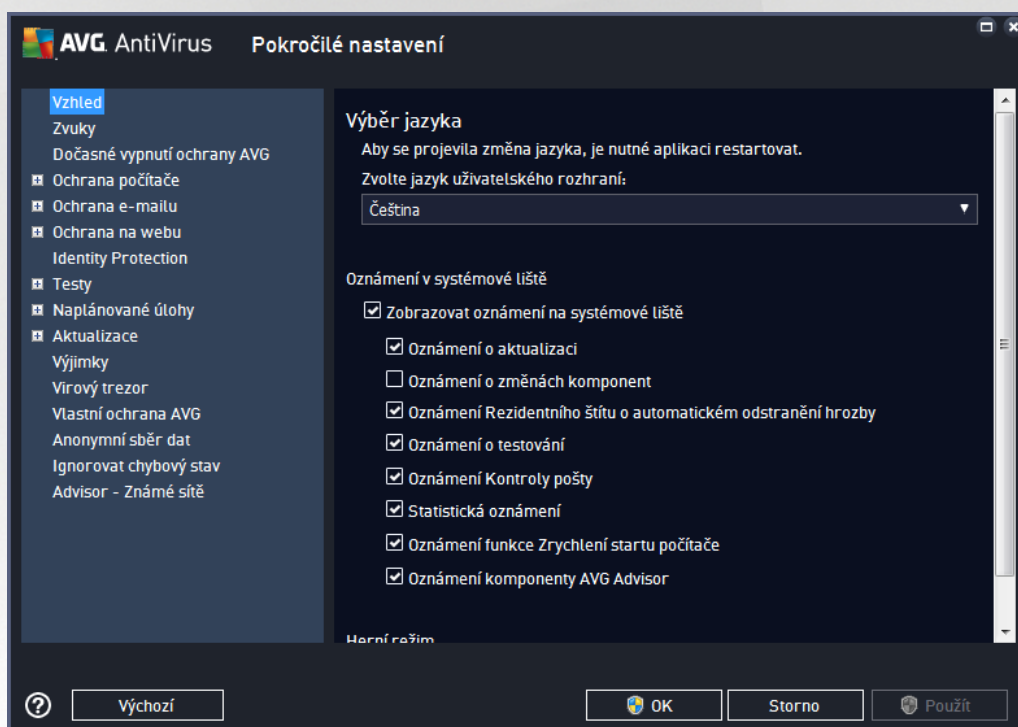 AVG AntiVirus Pokročilé nastavení
Vzhled
Zvuky
Dočasné vypnutí ochrany AVG
Ochrana počítače
Ochrana e-mailu
Ochrana na webu
Identity Protection
Testy
Naplánované úlohy
Aktualizace
Výjimky
Virový trezor
Vlastní ochrana AVG
Anonymní sběr dat
Ignorovat chybový stav
Advisor - Známé sítě
Výběr jazyka
Aby se projevila změna jazyka, je nutné aplikaci restartovat.
Zvolte jazyk uživatelského rozhraní:
Čeština
Oznámení v systémové liště
Zobrazovat oznámení na systémové liště
Oznámení o aktualizaci
Oznámení o změnách komponent
Oznámení Rezidentního štítu o automatickém odstranění hrozby
Oznámení o testování
Oznámení Kontroly pošty
Statistická oznámení
Oznámení funkce Zrychlení startu počítače
Oznámení komponenty AVG Advisor
Herní režim
Výchozí
OK
Storno
Použít